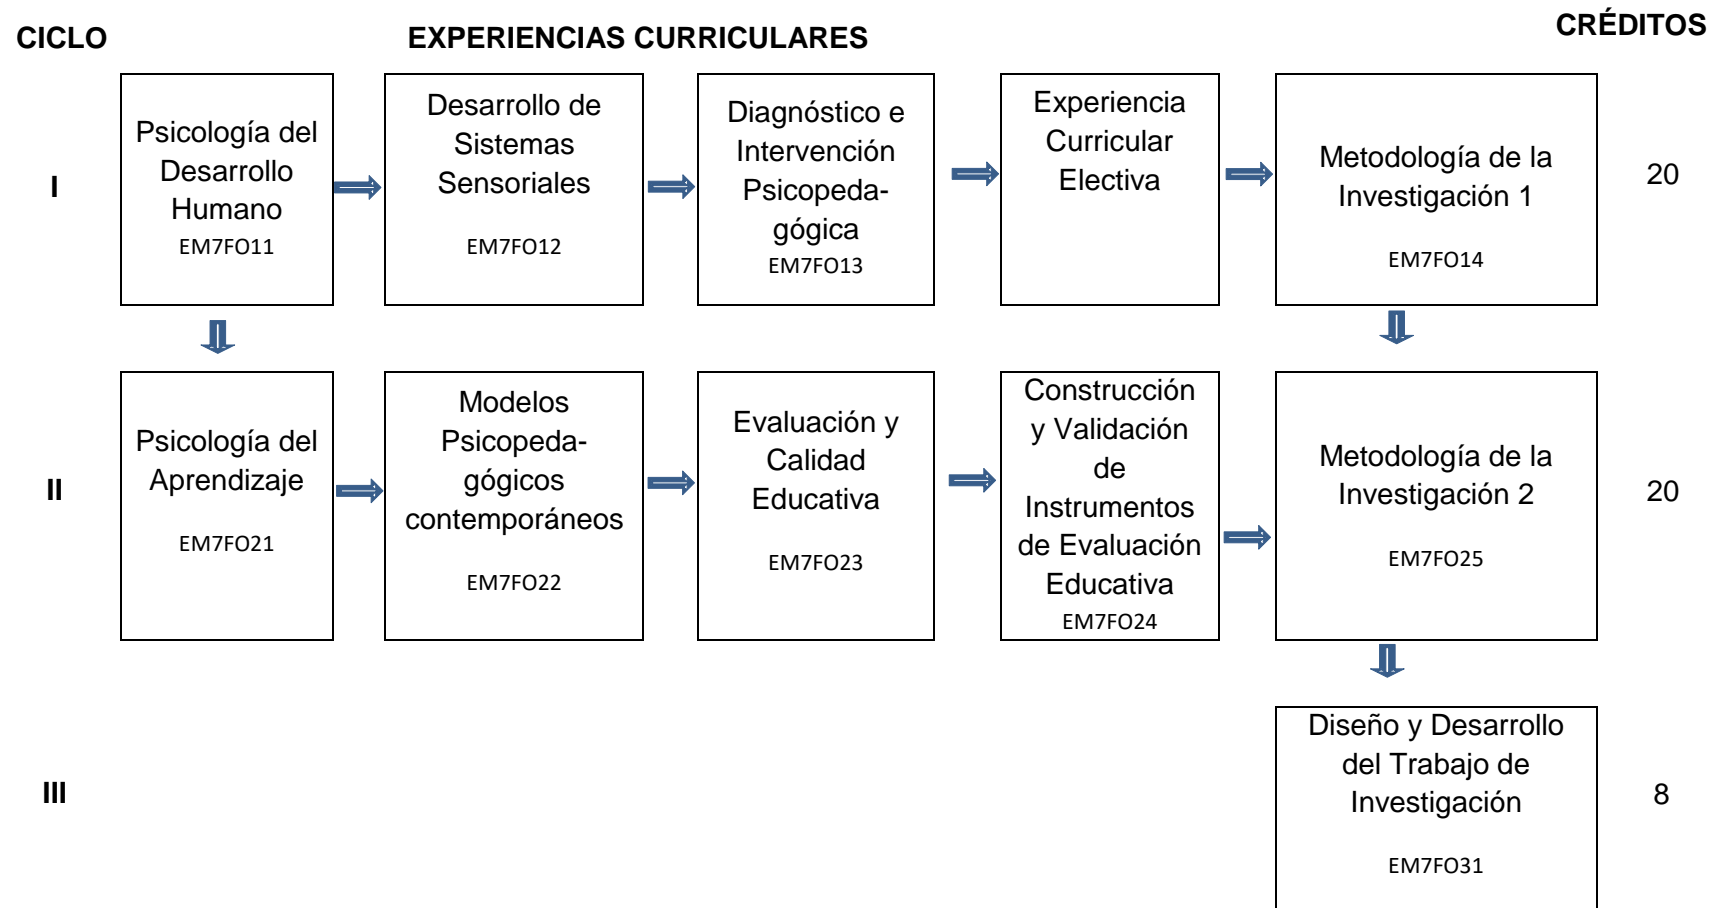 CICLO
EXPERIENCIAS CURRICULARES
CRÉDITOS
I
Psicología del
Desarrollo
Humano
EM7FO11
Desarrollo de
Sistemas
Sensoriales
EM7FO12
Diagnóstico e
Intervención
Psicopeda-
gógica
EM7FO13
Experiencia
Curricular
Electiva
Metodología de la
Investigación 1
EM7FO14
20
II
Psicología del
Aprendizaje
EM7FO21
Modelos
Psicopeda-
gógicos
contemporáneos
EM7FO22
Evaluación y
Calidad
Educativa
EM7FO23
Construcción
y Validación
de
Instrumentos
de Evaluación
Educativa
EM7FO24
Metodología de la
Investigación 2
EM7FO25
20
III
Diseño y Desarrollo
del Trabajo de
Investigación
EM7FO31
8